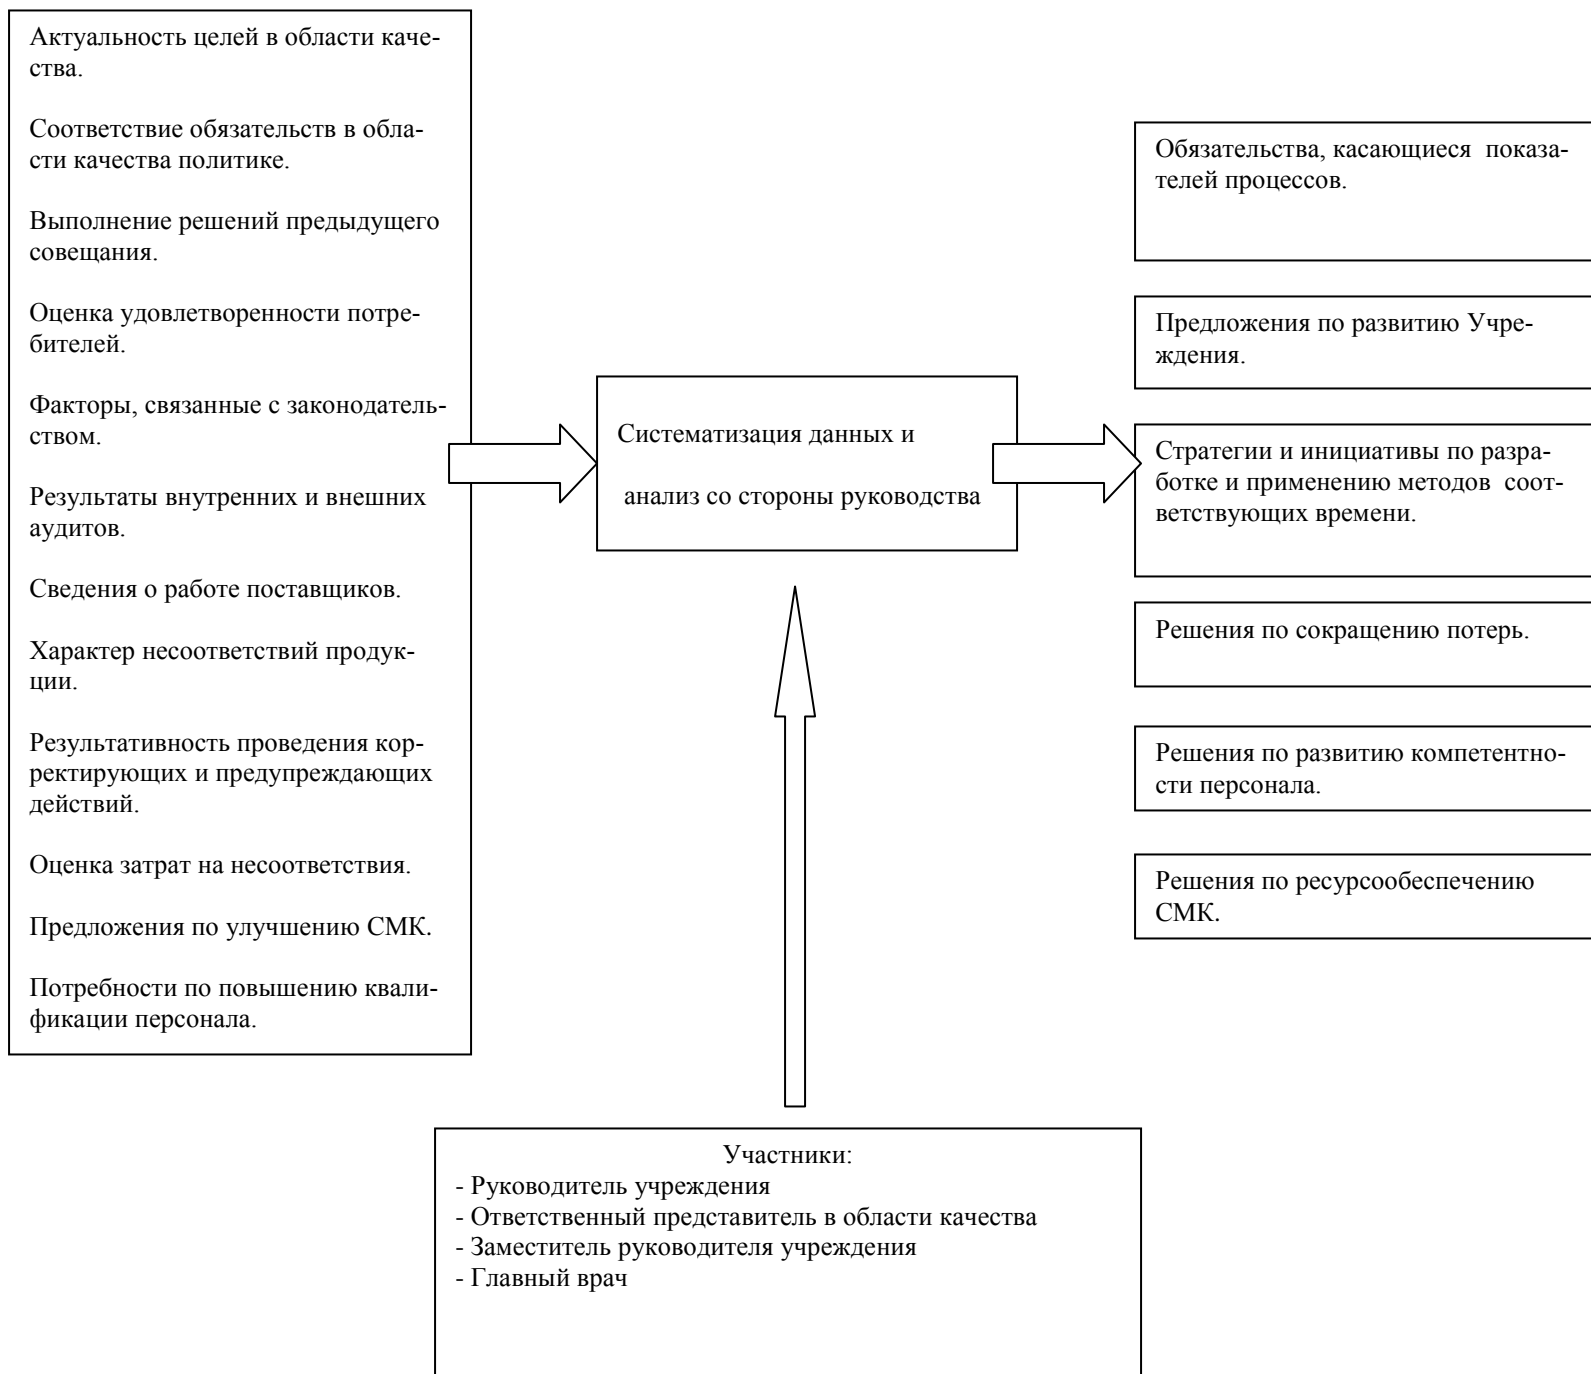 Актуальность целей в области каче-
ства.
Соответствие обязательств в обла-
сти качества политике.
Выполнение решений предыдущего
совещания.
Оценка удовлетворенности потре-
бителей.
Факторы, связанные с законодатель-
ством.
Результаты внутренних и внешних
аудитов.
Сведения о работе поставщиков.
Характер несоответствий продук-
ции.
Результативность проведения кор-
ректирующих и предупреждающих
действий.
Оценка затрат на несоответствия.
Предложения по улучшению СМК.
Потребности по повышению квали-
фикации персонала.
Систематизация данных и
анализ со стороны руководства
Обязательства, касающиеся показа-
телей процессов.
Предложения по развитию Учре-
ждения.
Стратегии и инициативы по разра-
ботке и применению методов соот-
ветствующих времени.
Решения по сокращению потерь.
Решения по развитию компетентно-
сти персонала.
Решения по ресурсообеспечению
СМК.
Участники:
- Руководитель учреждения
- Ответственный представитель в области качества
- Заместитель руководителя учреждения
- Главный врач